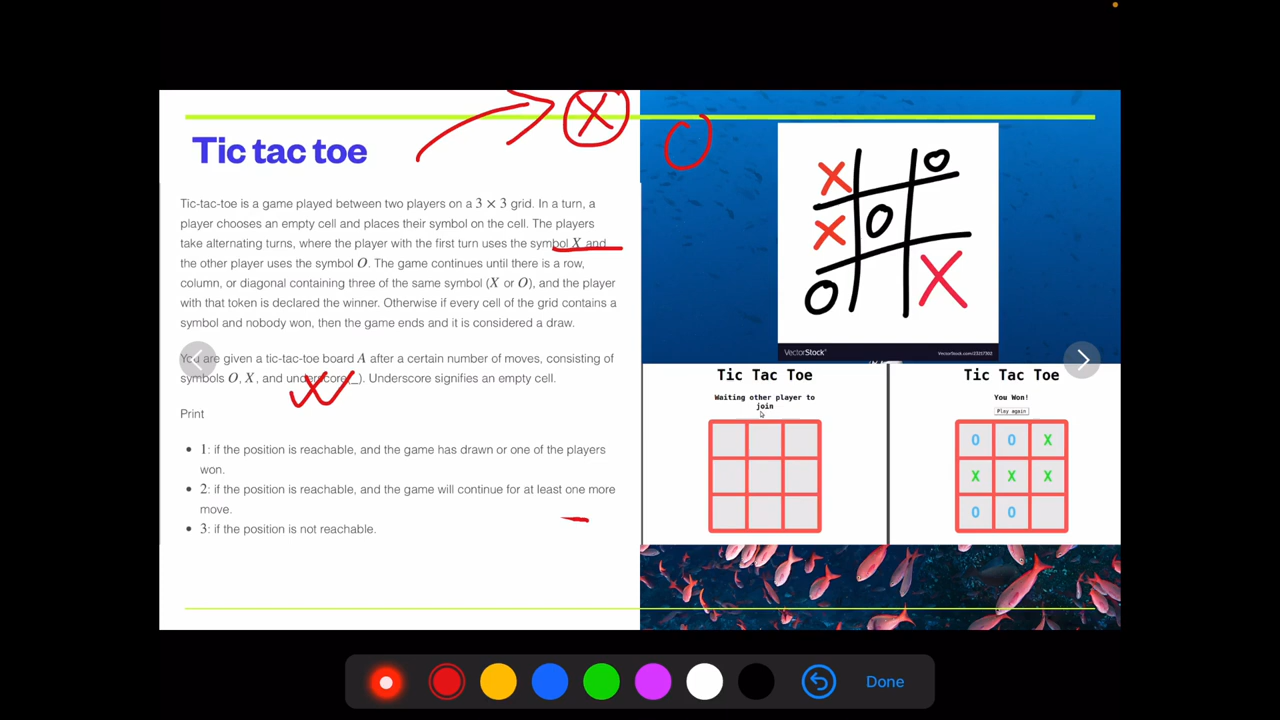 Tic tac toe
Tic-tac-toe is a game played between two players on a 3 × 3 grid. In a turn, a
player chooses an empty cell and places their symbol on the cell. The players
take alternating turns, where the player with the first turn uses the symbol X and
the other player uses the symbol O. The game continues until there is a row,
column, or diagonal containing three of the same symbol (X or O), and the player
with that token is declared the winner. Otherwise if every cell of the grid contains a
symbol and nobody won, then the game ends and it is considered a draw.
You are given a tic-tac-toe board A after a certain number of moves, consisting of
symbols O, X, and underscore(_). Underscore signifies an empty cell.
Print
• 1: if the position is reachable, and the game has drawn or one of the players
won.
• 2: if the position is reachable, and the game will continue for at least one more
move.
• 3: if the position is not reachable.
X
O
X O
X O
O X
VectorStock®
VectorStock.com/23217302
Tic Tac Toe
Waiting other player to
join
Tic Tac Toe
You Won!
Play again
O O X
X X X
O O
Done